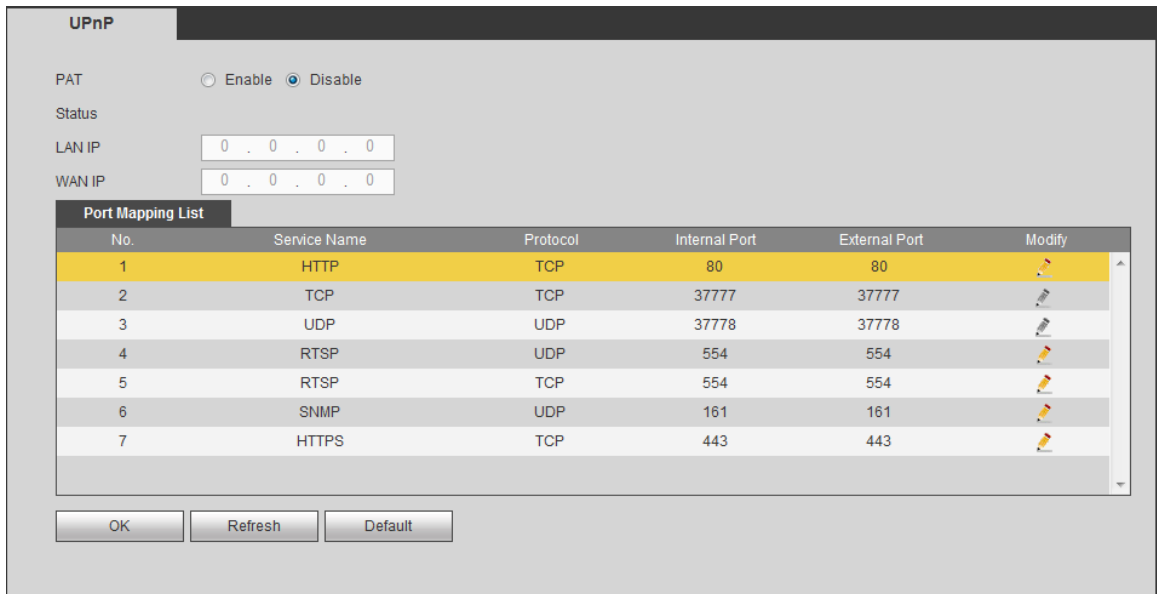 UPnP
PAT Enable Disable
Status
LAN IP 0 . 0 . 0 . 0
WAN IP 0 . 0 . 0 . 0
Port Mapping List
No. Service Name Protocol Internal Port External Port Modify
1 HTTP TCP 80 80
2 TCP TCP 37777 37777
3 UDP UDP 37778 37778
4 RTSP UDP 554 554
5 RTSP TCP 554 554
6 SNMP UDP 161 161
7 HTTPS TCP 443 443
OK Refresh Default